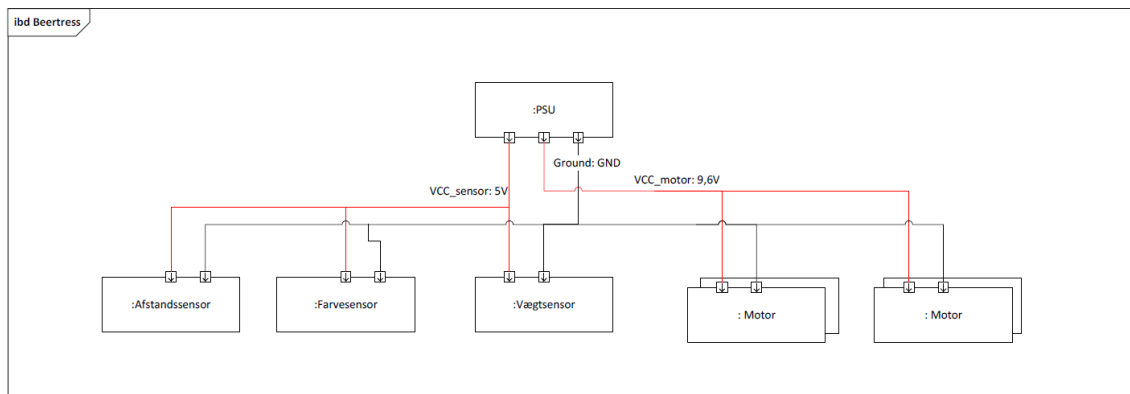 ibd Beertress
:PSU
Ground: GND
VCC_sensor: 5V
VCC_motor: 9,6V
:Afstandssensor
:Farvesensor
:Vægtsensor
: Motor
: Motor